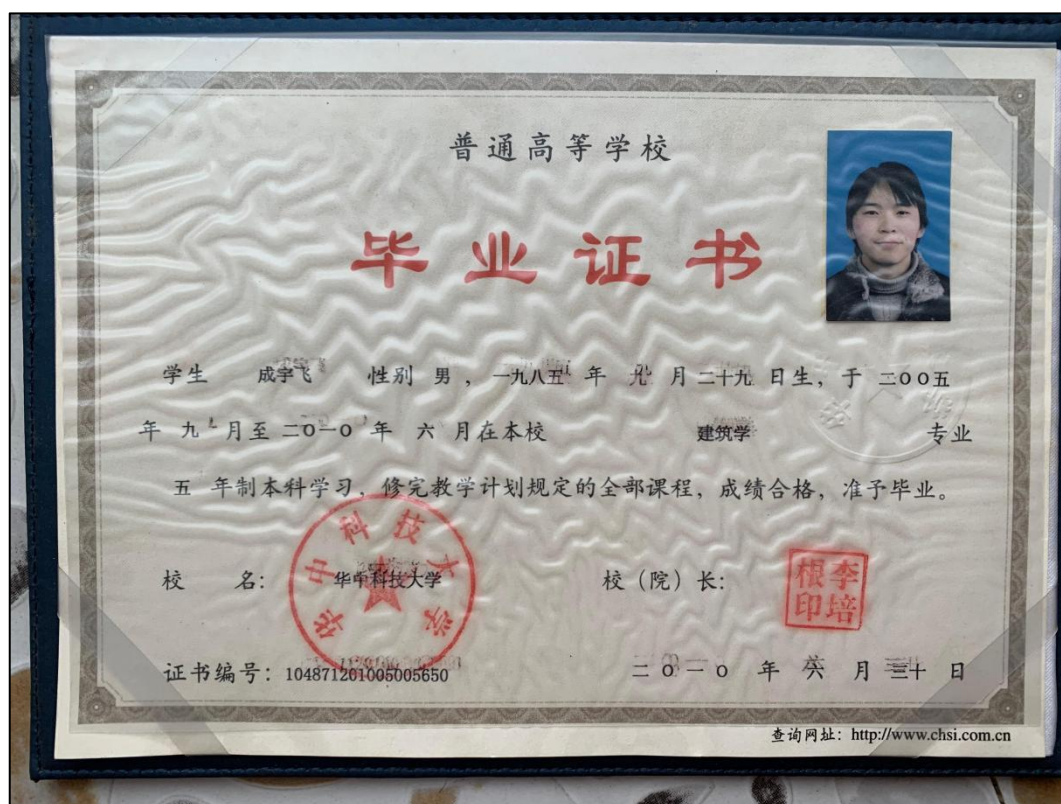 普通高等学校
毕业证书
学生 成宇飞 性别 男，一九八五 年 九 月 二十九 日生，于 二○○五
年 九 月至 二○一○ 年 六 月在本校 建筑学 专业
五 年制本科学习，修完教学计划规定的全部课程，成绩合格，准予毕业。
华中科技大学
校 名： 华中科技大学 校（院）长： 李培根印
证书编号：104871201005005650 二○一○ 年 六 月 三十 日
查询网址：http://www.chsi.com.cn